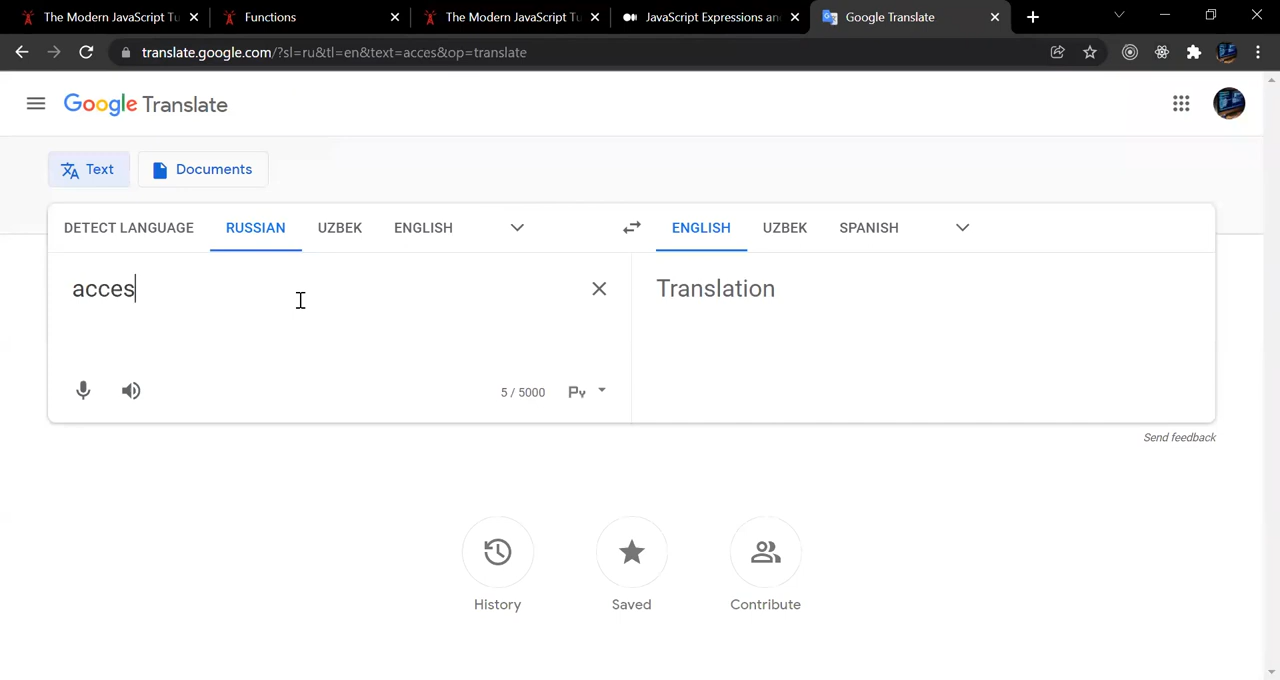 The Modern JavaScript Tu
Functions
The Modern JavaScript Tu
JavaScript Expressions an
Google Translate
translate.google.com/?sl=ru&tl=en&text=acces&op=translate
Google Translate
Text
Documents
DETECT LANGUAGE
RUSSIAN
UZBEK
ENGLISH
ENGLISH
UZBEK
SPANISH
acces
Translation
5 / 5000
Send feedback
History
Saved
Contribute